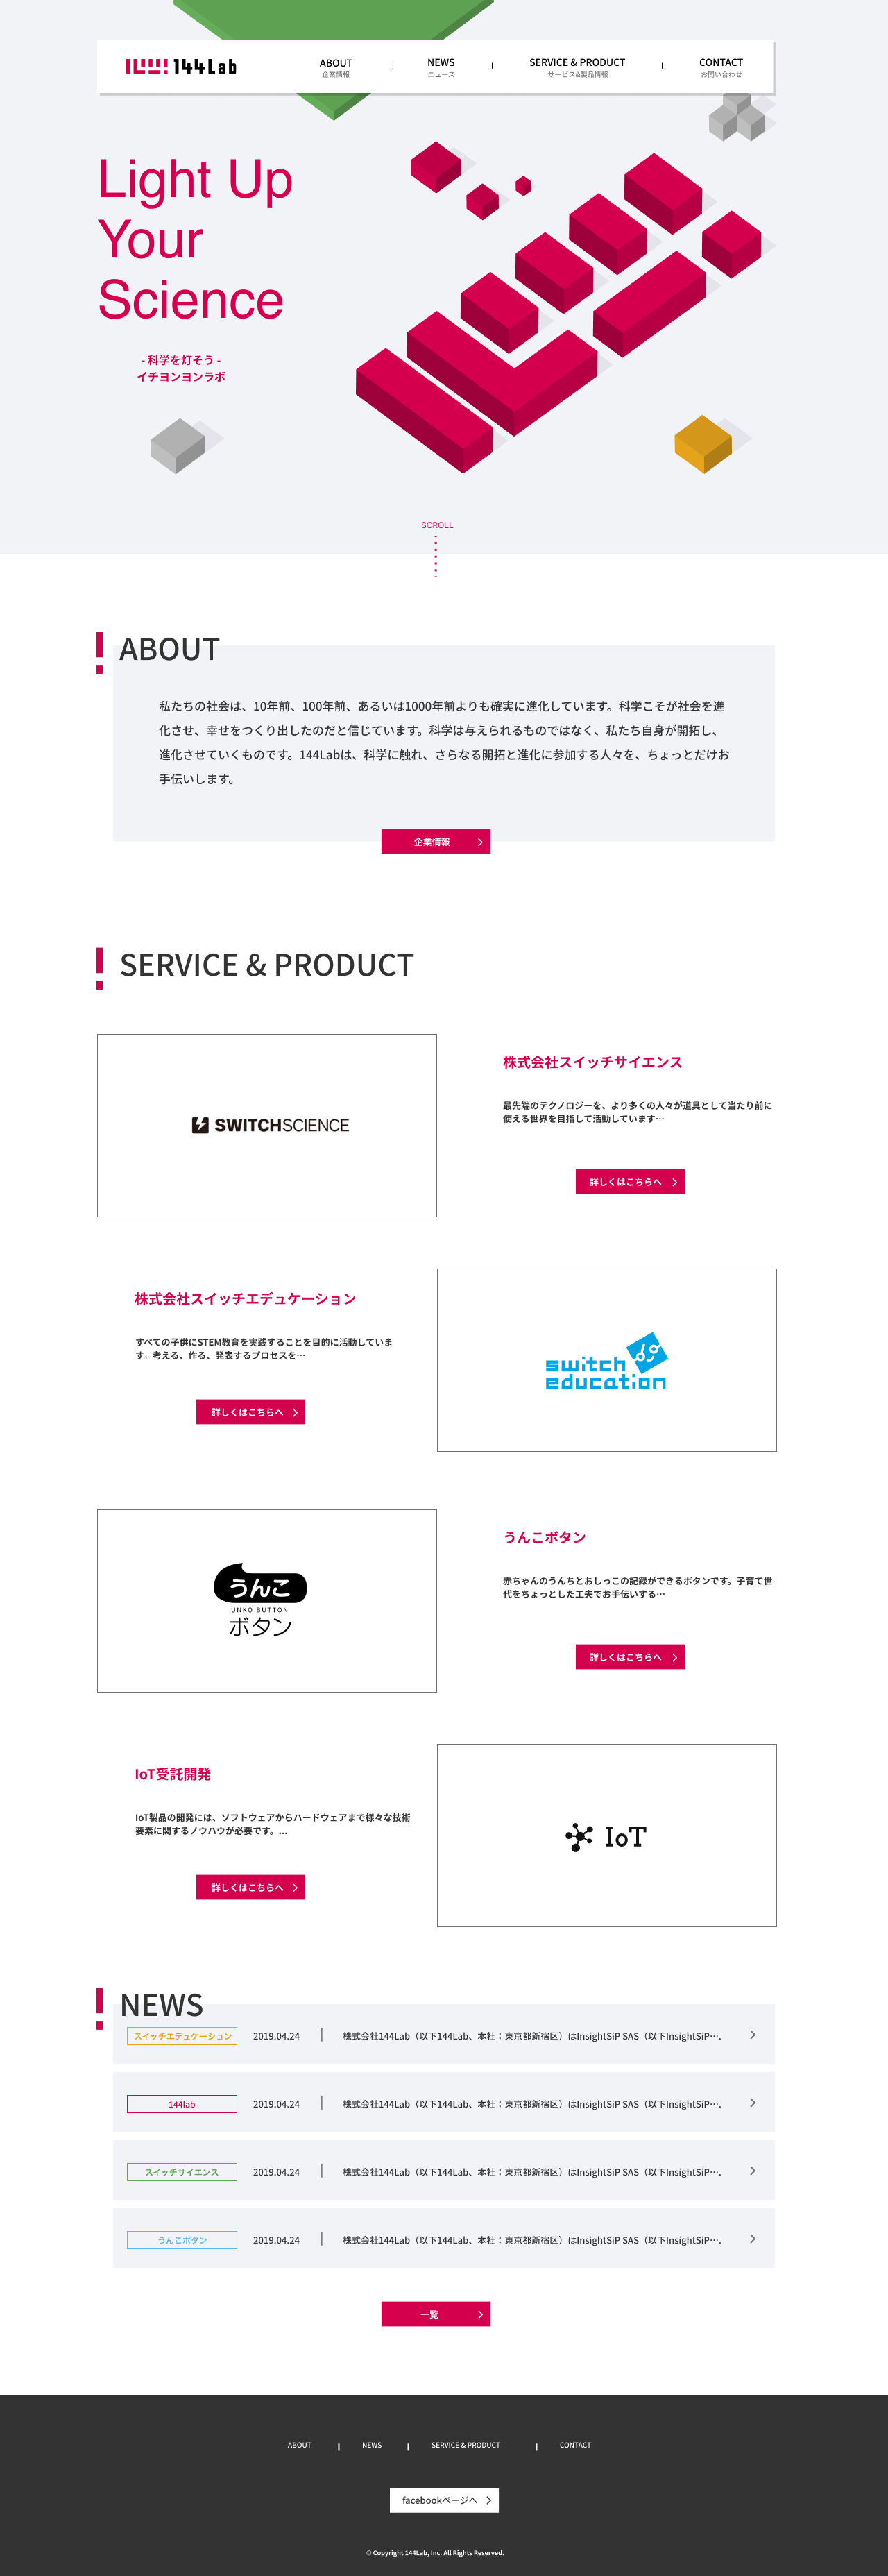 144Lab
ABOUT
企業情報
NEWS
ニュース
SERVICE & PRODUCT
サービス&製品情報
CONTACT
お問い合わせ
Light Up
Your
Science
- 科学を灯そう -
イチヨンヨンラボ
SCROLL
ABOUT
私たちの社会は、10年前、100年前、あるいは1000年前よりも確実に進化しています。科学こそが社会を進
化させ、幸せをつくり出したのだと信じています。科学は与えられるものではなく、私たち自身が開拓し、
進化させていくものです。144Labは、科学に触れ、さらなる開拓と進化に参加する人々を、ちょっとだけお
手伝いします。
企業情報
SERVICE & PRODUCT
SWITCHSCIENCE
株式会社スイッチサイエンス
最先端のテクノロジーを、より多くの人々が道具として当たり前に
使える世界を目指して活動しています…
詳しくはこちらへ
株式会社スイッチエデュケーション
すべての子供にSTEM教育を実践することを目的に活動していま
す。考える、作る、発表するプロセスを…
詳しくはこちらへ
switch
education
うんこ
UNKO BUTTON
ボタン
うんこボタン
赤ちゃんのうんちとおしっこの記録ができるボタンです。子育て世
代をちょっとした工夫でお手伝いする…
詳しくはこちらへ
IoT受託開発
IoT製品の開発には、ソフトウェアからハードウェアまで様々な技術
要素に関するノウハウが必要です。...
詳しくはこちらへ
IoT
NEWS
スイッチエデュケーション 2019.04.24 株式会社144Lab（以下144Lab、本社：東京都新宿区）はInsightSiP SAS（以下InsightSiP….
144lab 2019.04.24 株式会社144Lab（以下144Lab、本社：東京都新宿区）はInsightSiP SAS（以下InsightSiP….
スイッチサイエンス 2019.04.24 株式会社144Lab（以下144Lab、本社：東京都新宿区）はInsightSiP SAS（以下InsightSiP….
うんこボタン 2019.04.24 株式会社144Lab（以下144Lab、本社：東京都新宿区）はInsightSiP SAS（以下InsightSiP….
一覧
ABOUT NEWS SERVICE & PRODUCT CONTACT
facebookページへ
© Copyright 144Lab, Inc. All Rights Reserved.